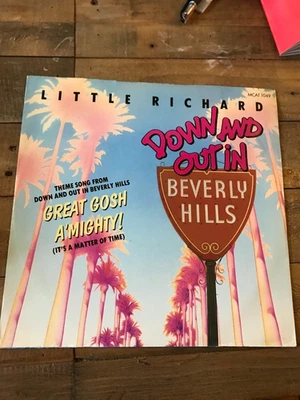 MCAT 1049
LITTLE RICHARD
DOWN AND
OUT IN
BEVERLY
HILLS
THEME SONG FROM
DOWN AND OUT IN BEVERLY HILLS
GREAT GOSH
A'MIGHTY!
(IT'S A MATTER OF TIME)